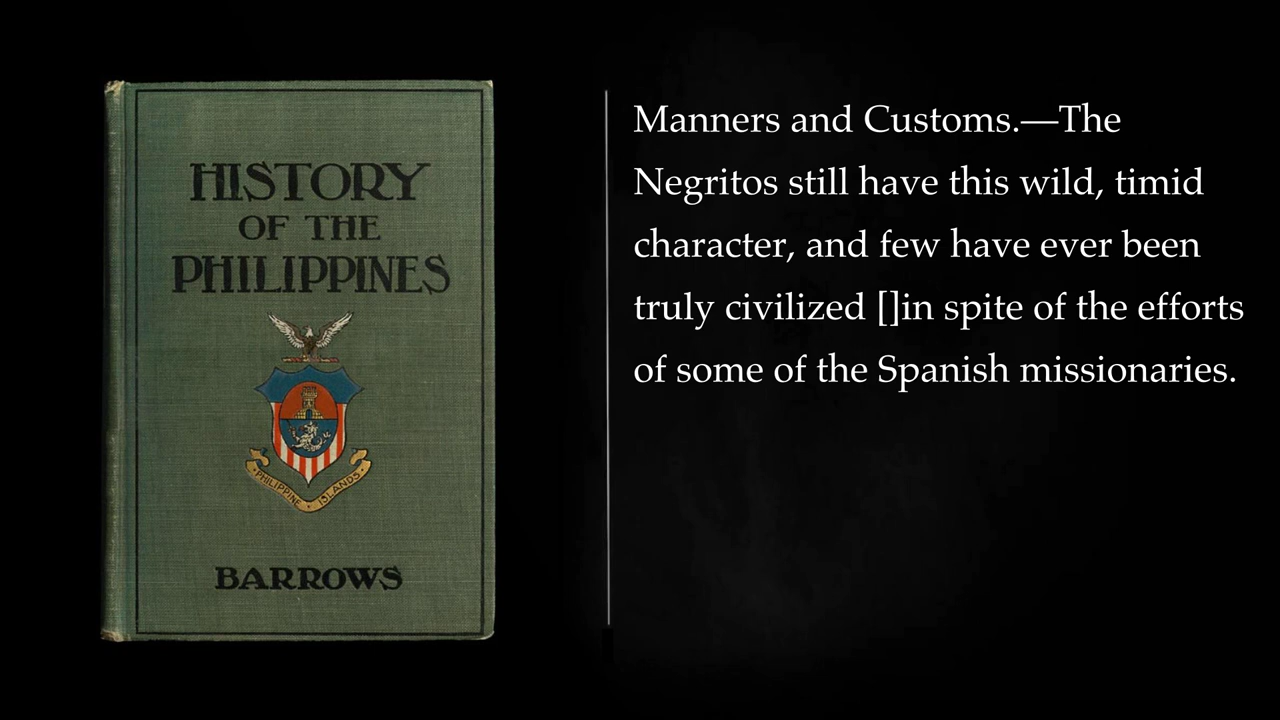 HISTORY
OF THE
PHILIPPINES
PHILIPPINE ISLANDS
BARROWS
Manners and Customs.—The
Negritos still have this wild, timid
character, and few have ever been
truly civilized []in spite of the efforts
of some of the Spanish missionaries.